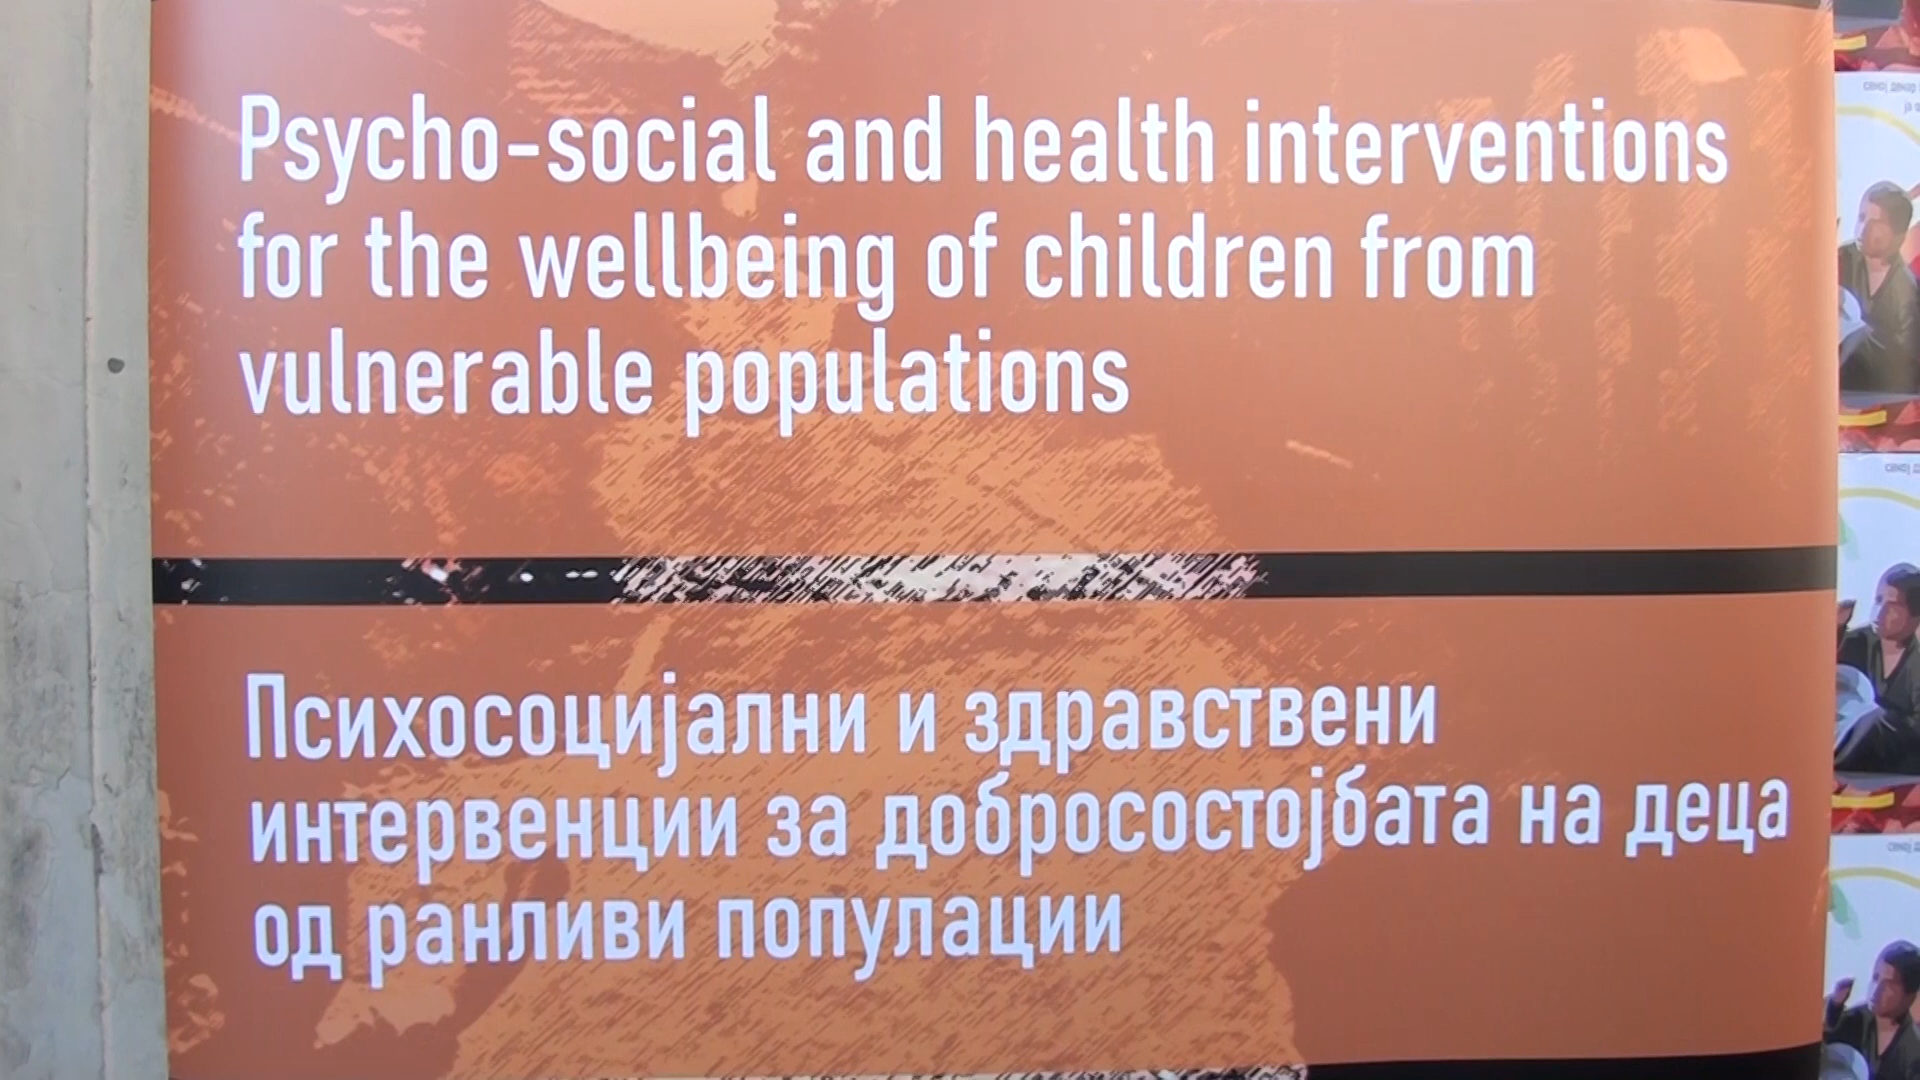 Psycho-social and health interventions
for the wellbeing of children from
vulnerable populations
Психосоцијални и здравствени
интервенции за добросостојбата на деца
од ранливи популации